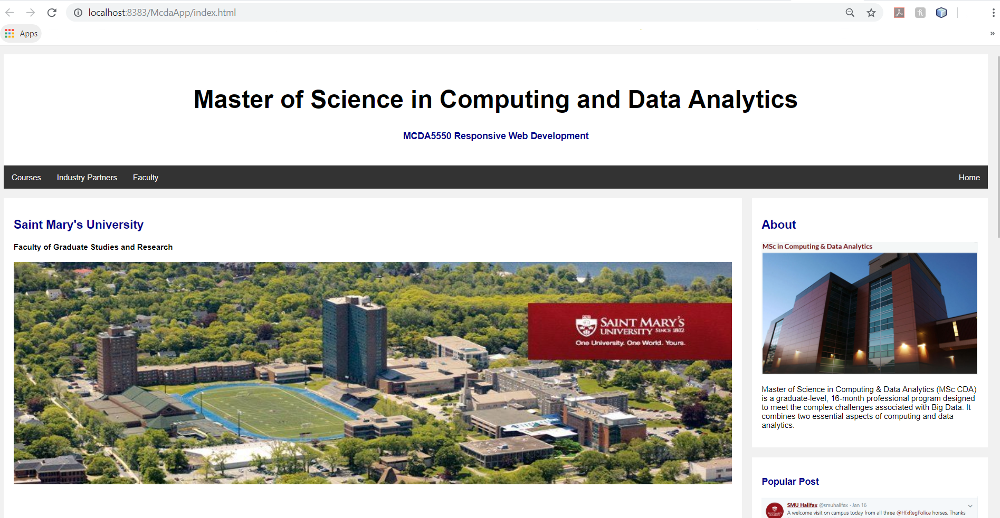 localhost:8383/McdaApp/index.html
Apps
»
Master of Science in Computing and Data Analytics
MCDA5550 Responsive Web Development
Courses Industry Partners Faculty Home
Saint Mary's University
Faculty of Graduate Studies and Research
SAINT MARY'S
UNIVERSITY SINCE 1802
One University. One World. Yours.
About
MSc in Computing & Data Analytics
Master of Science in Computing & Data Analytics (MSc CDA)
is a graduate-level, 16-month professional program designed
to meet the complex challenges associated with Big Data. It
combines two essential aspects of computing and data
analytics.
Popular Post
SMU Halifax @smuhalifax · Jan 16
A welcome visit on campus today from all three @HfxRegPolice horses. Thanks